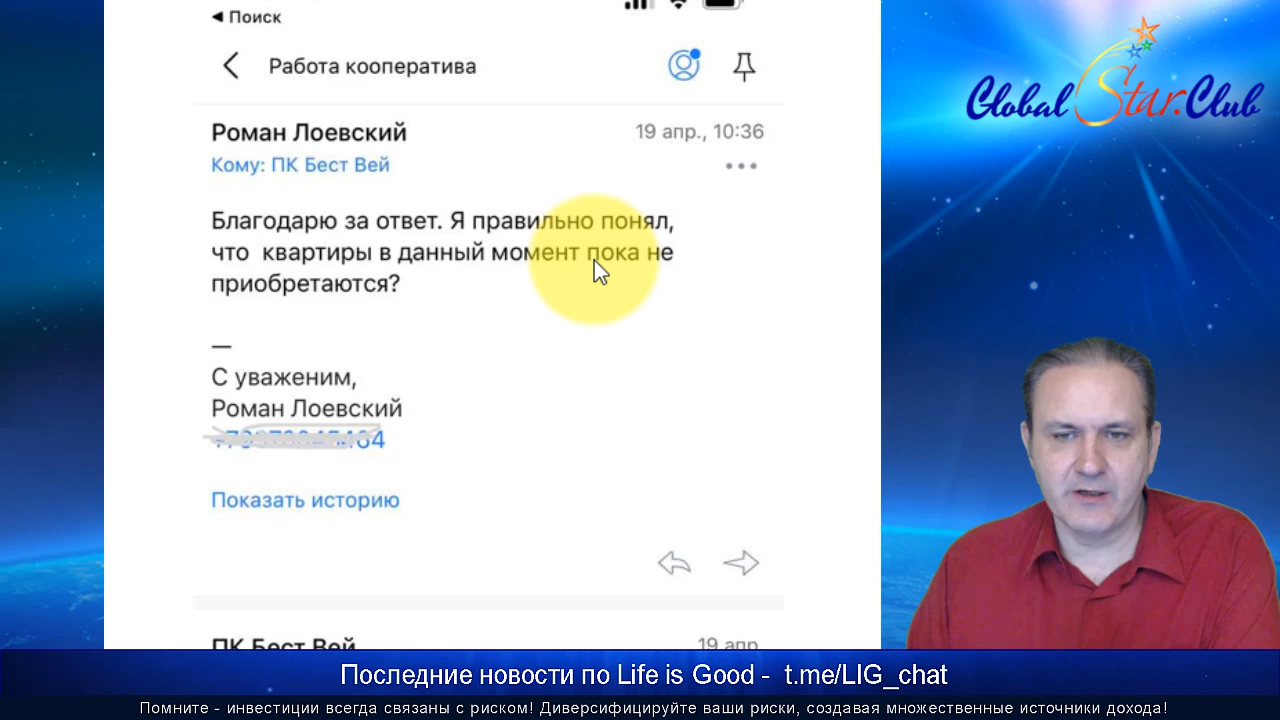 ◀ Поиск
Работа кооператива
Роман Лоевский 19 апр., 10:36
Кому: ПК Бест Вей
Благодарю за ответ. Я правильно понял,
что квартиры в данный момент пока не
приобретаются?
—
С уваженим,
Роман Лоевский
Показать историю
ПК Бест Вей 19 апр.
Global Star.Club
Последние новости по Life is Good - t.me/LIG_chat
Помните - инвестиции всегда связаны с риском! Диверсифицируйте ваши риски, создавая множественные источники дохода!